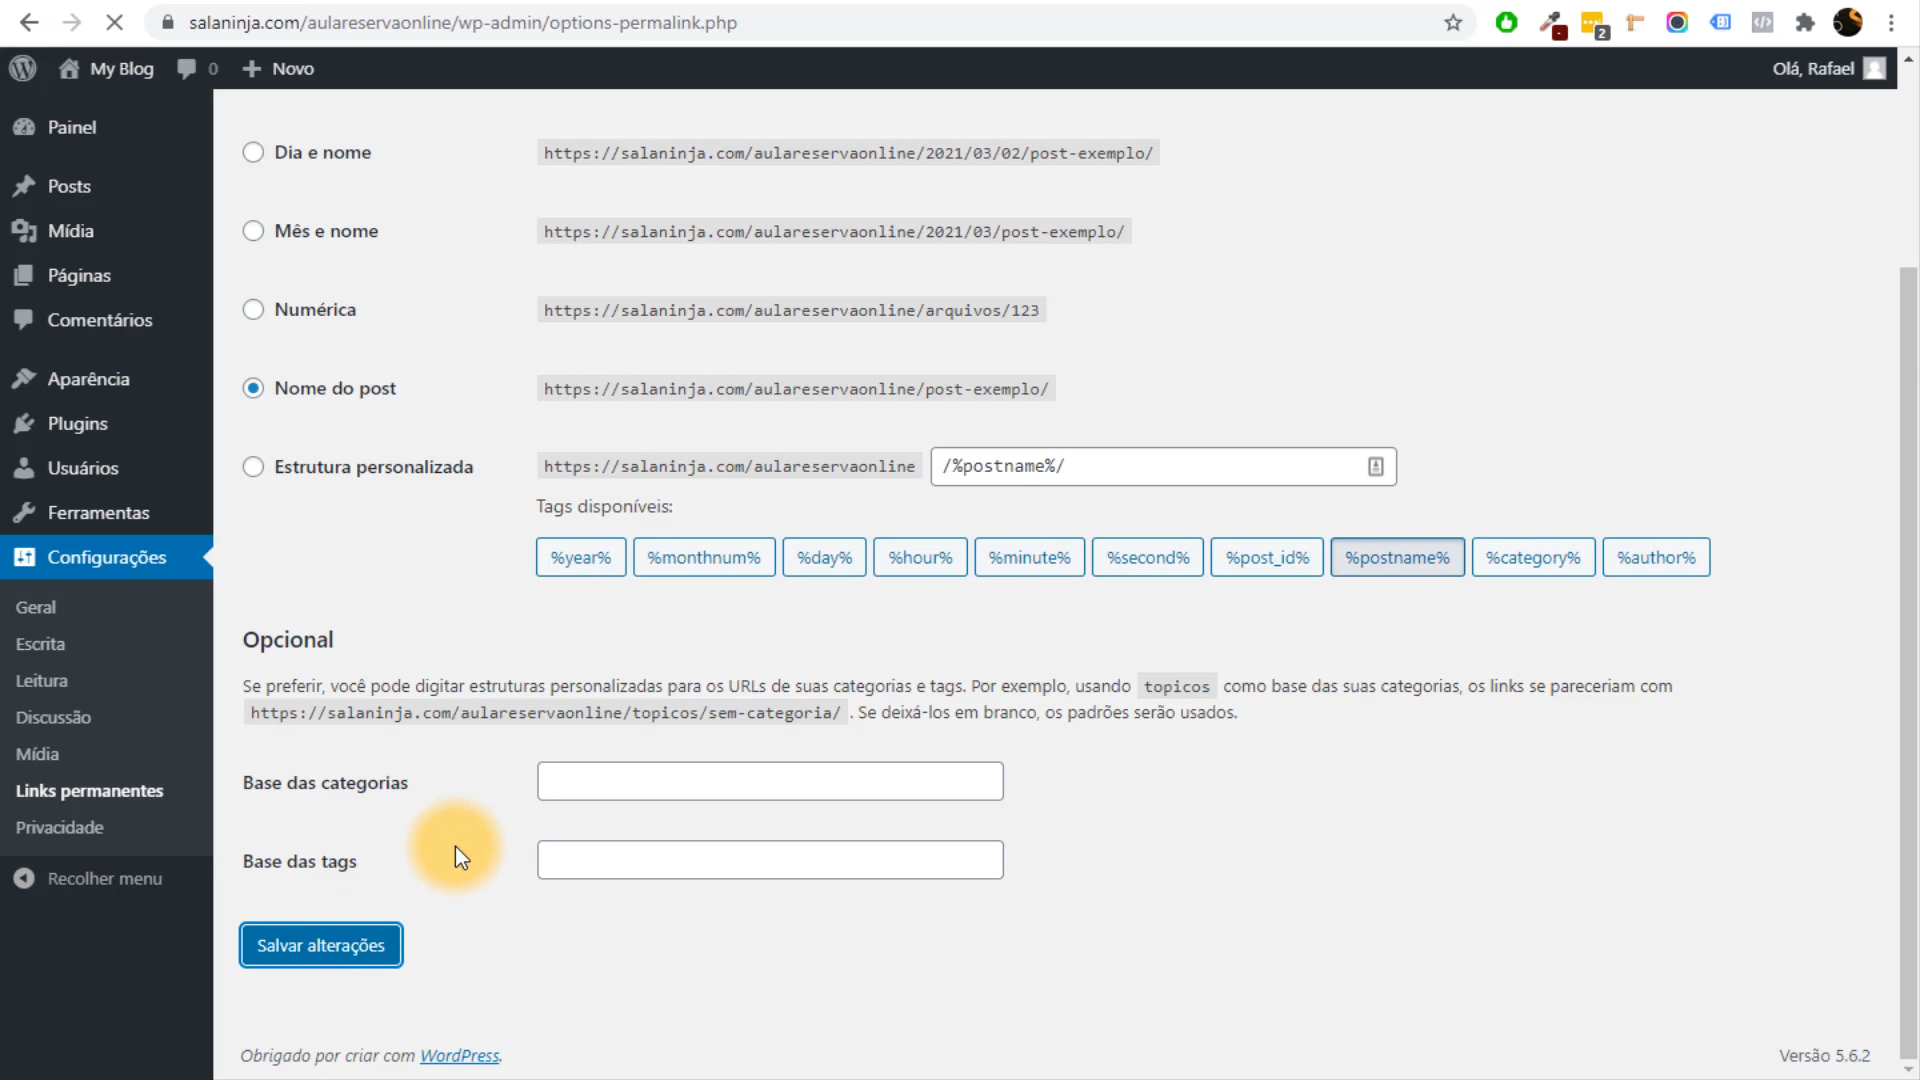 salaninja.com/aulareservaonline/wp-admin/options-permalink.php
2
My Blog 0 Novo Olá, Rafael
Painel
Posts
Mídia
Páginas
Comentários
Aparência
Plugins
Usuários
Ferramentas
Configurações
Geral
Escrita
Leitura
Discussão
Mídia
Links permanentes
Privacidade
Recolher menu
Dia e nome https://salaninja.com/aulareservaonline/2021/03/02/post-exemplo/
Mês e nome https://salaninja.com/aulareservaonline/2021/03/post-exemplo/
Numérica https://salaninja.com/aulareservaonline/arquivos/123
Nome do post https://salaninja.com/aulareservaonline/post-exemplo/
Estrutura personalizada https://salaninja.com/aulareservaonline /%postname%/
Tags disponíveis:
%year% %monthnum% %day% %hour% %minute% %second% %post_id% %postname% %category% %author%
Opcional
Se preferir, você pode digitar estruturas personalizadas para os URLs de suas categorias e tags. Por exemplo, usando topicos como base das suas categorias, os links se pareceriam com
https://salaninja.com/aulareservaonline/topicos/sem-categoria/ . Se deixá-los em branco, os padrões serão usados.
Base das categorias
Base das tags
Salvar alterações
Obrigado por criar com WordPress. Versão 5.6.2